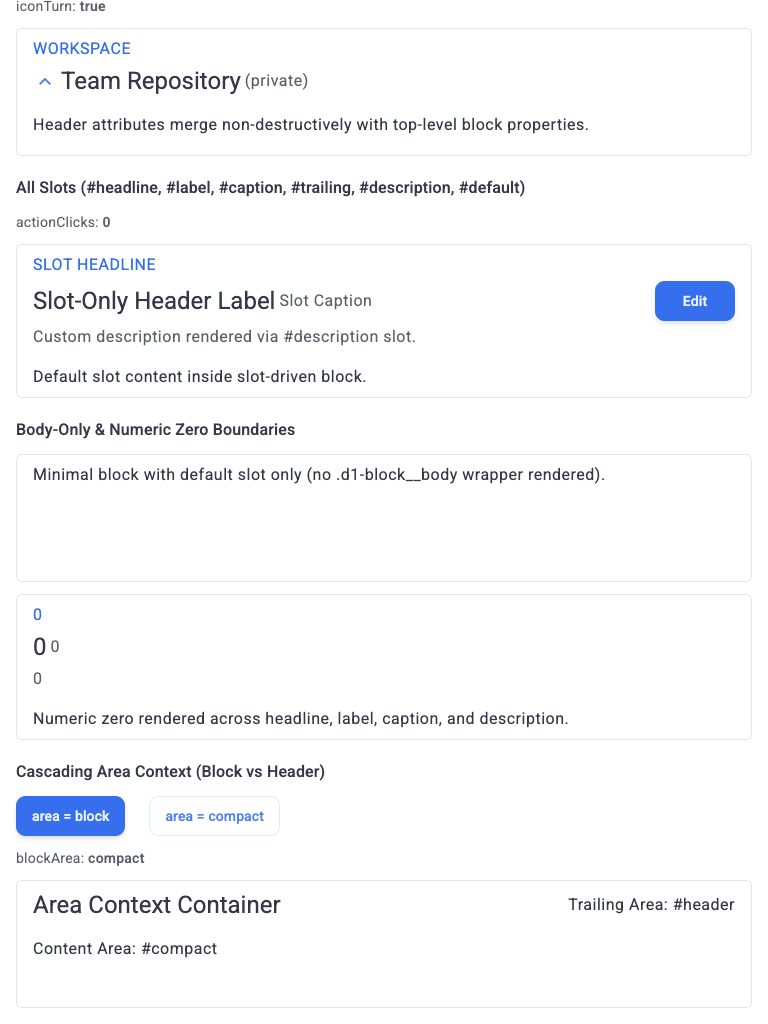 iconTurn: true
WORKSPACE
Team Repository (private)
Header attributes merge non-destructively with top-level block properties.
All Slots (#headline, #label, #caption, #trailing, #description, #default)
actionClicks: 0
SLOT HEADLINE
Slot-Only Header Label Slot Caption
Edit
Custom description rendered via #description slot.
Default slot content inside slot-driven block.
Body-Only & Numeric Zero Boundaries
Minimal block with default slot only (no .d1-block__body wrapper rendered).
0
0 0
0
Numeric zero rendered across headline, label, caption, and description.
Cascading Area Context (Block vs Header)
area = block
area = compact
blockArea: compact
Area Context Container
Trailing Area: #header
Content Area: #compact